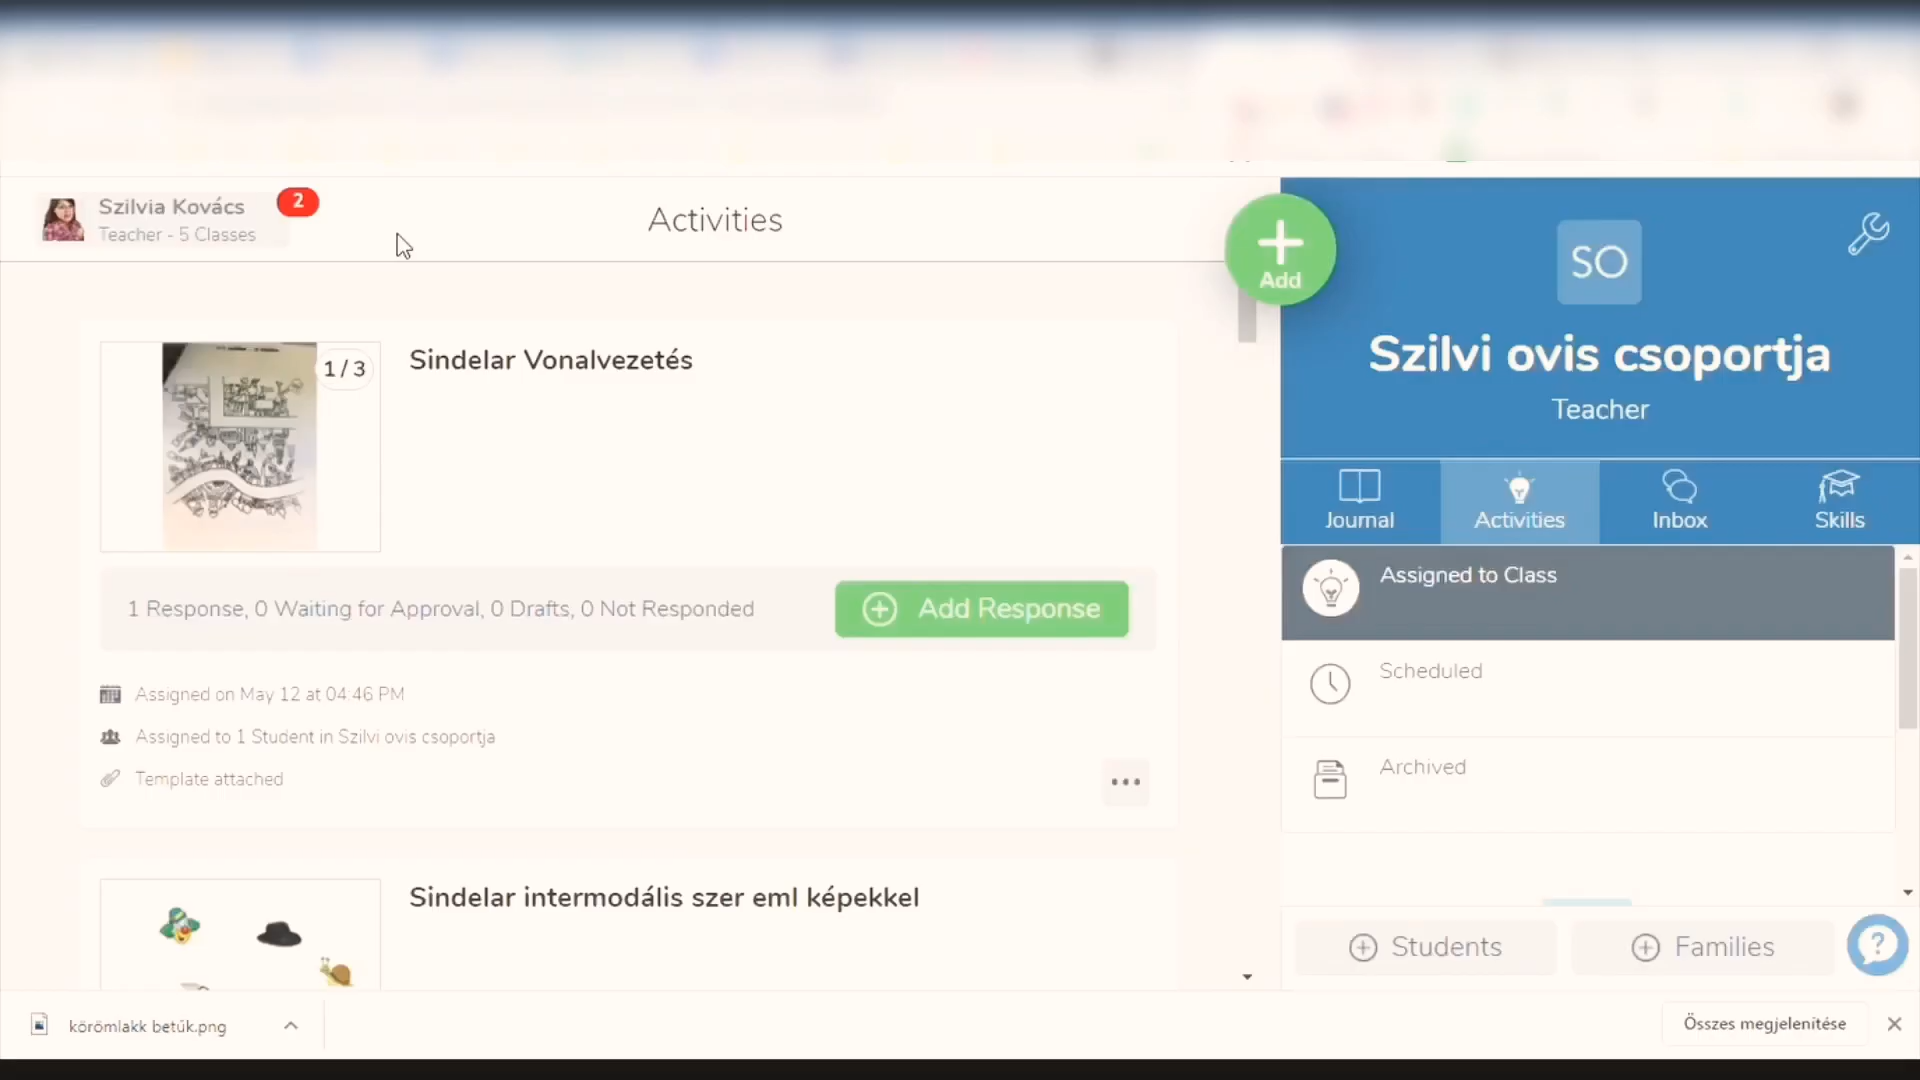 Szilvia Kovács
Teacher - 5 Classes
2
Activities
Add
SO
Szilvi ovis csoportja
Teacher
Journal
Activities
Inbox
Skills
1 / 3
Sindelar Vonalvezetés
1 Response, 0 Waiting for Approval, 0 Drafts, 0 Not Responded
Add Response
Assigned on May 12 at 04:46 PM
Assigned to 1 Student in Szilvi ovis csoportja
Template attached
Assigned to Class
Scheduled
Archived
Sindelar intermodális szer eml képekkel
Students
Families
?
körömlakk betűk.png
Összes megjelenítése